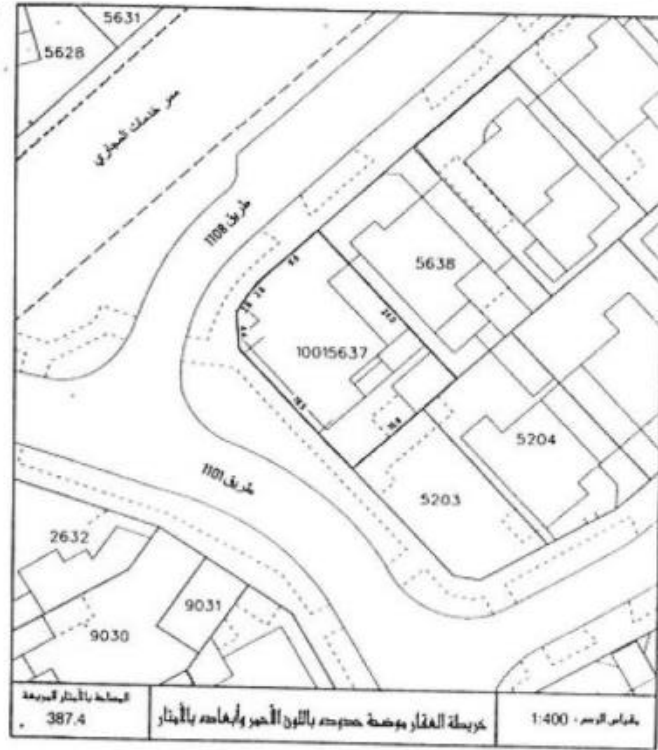 5631
5628
ممر خدمات المجاري
طريق 1108
5638
10015637
5204
5203
طريق 1101
2632
9031
9030
المساحة بالأمتار المربعة
387.4
خريطة العقار موضحة حدوده باللون الأحمر وأبعاده بالأمتار
مقياس الرسم - 1:400